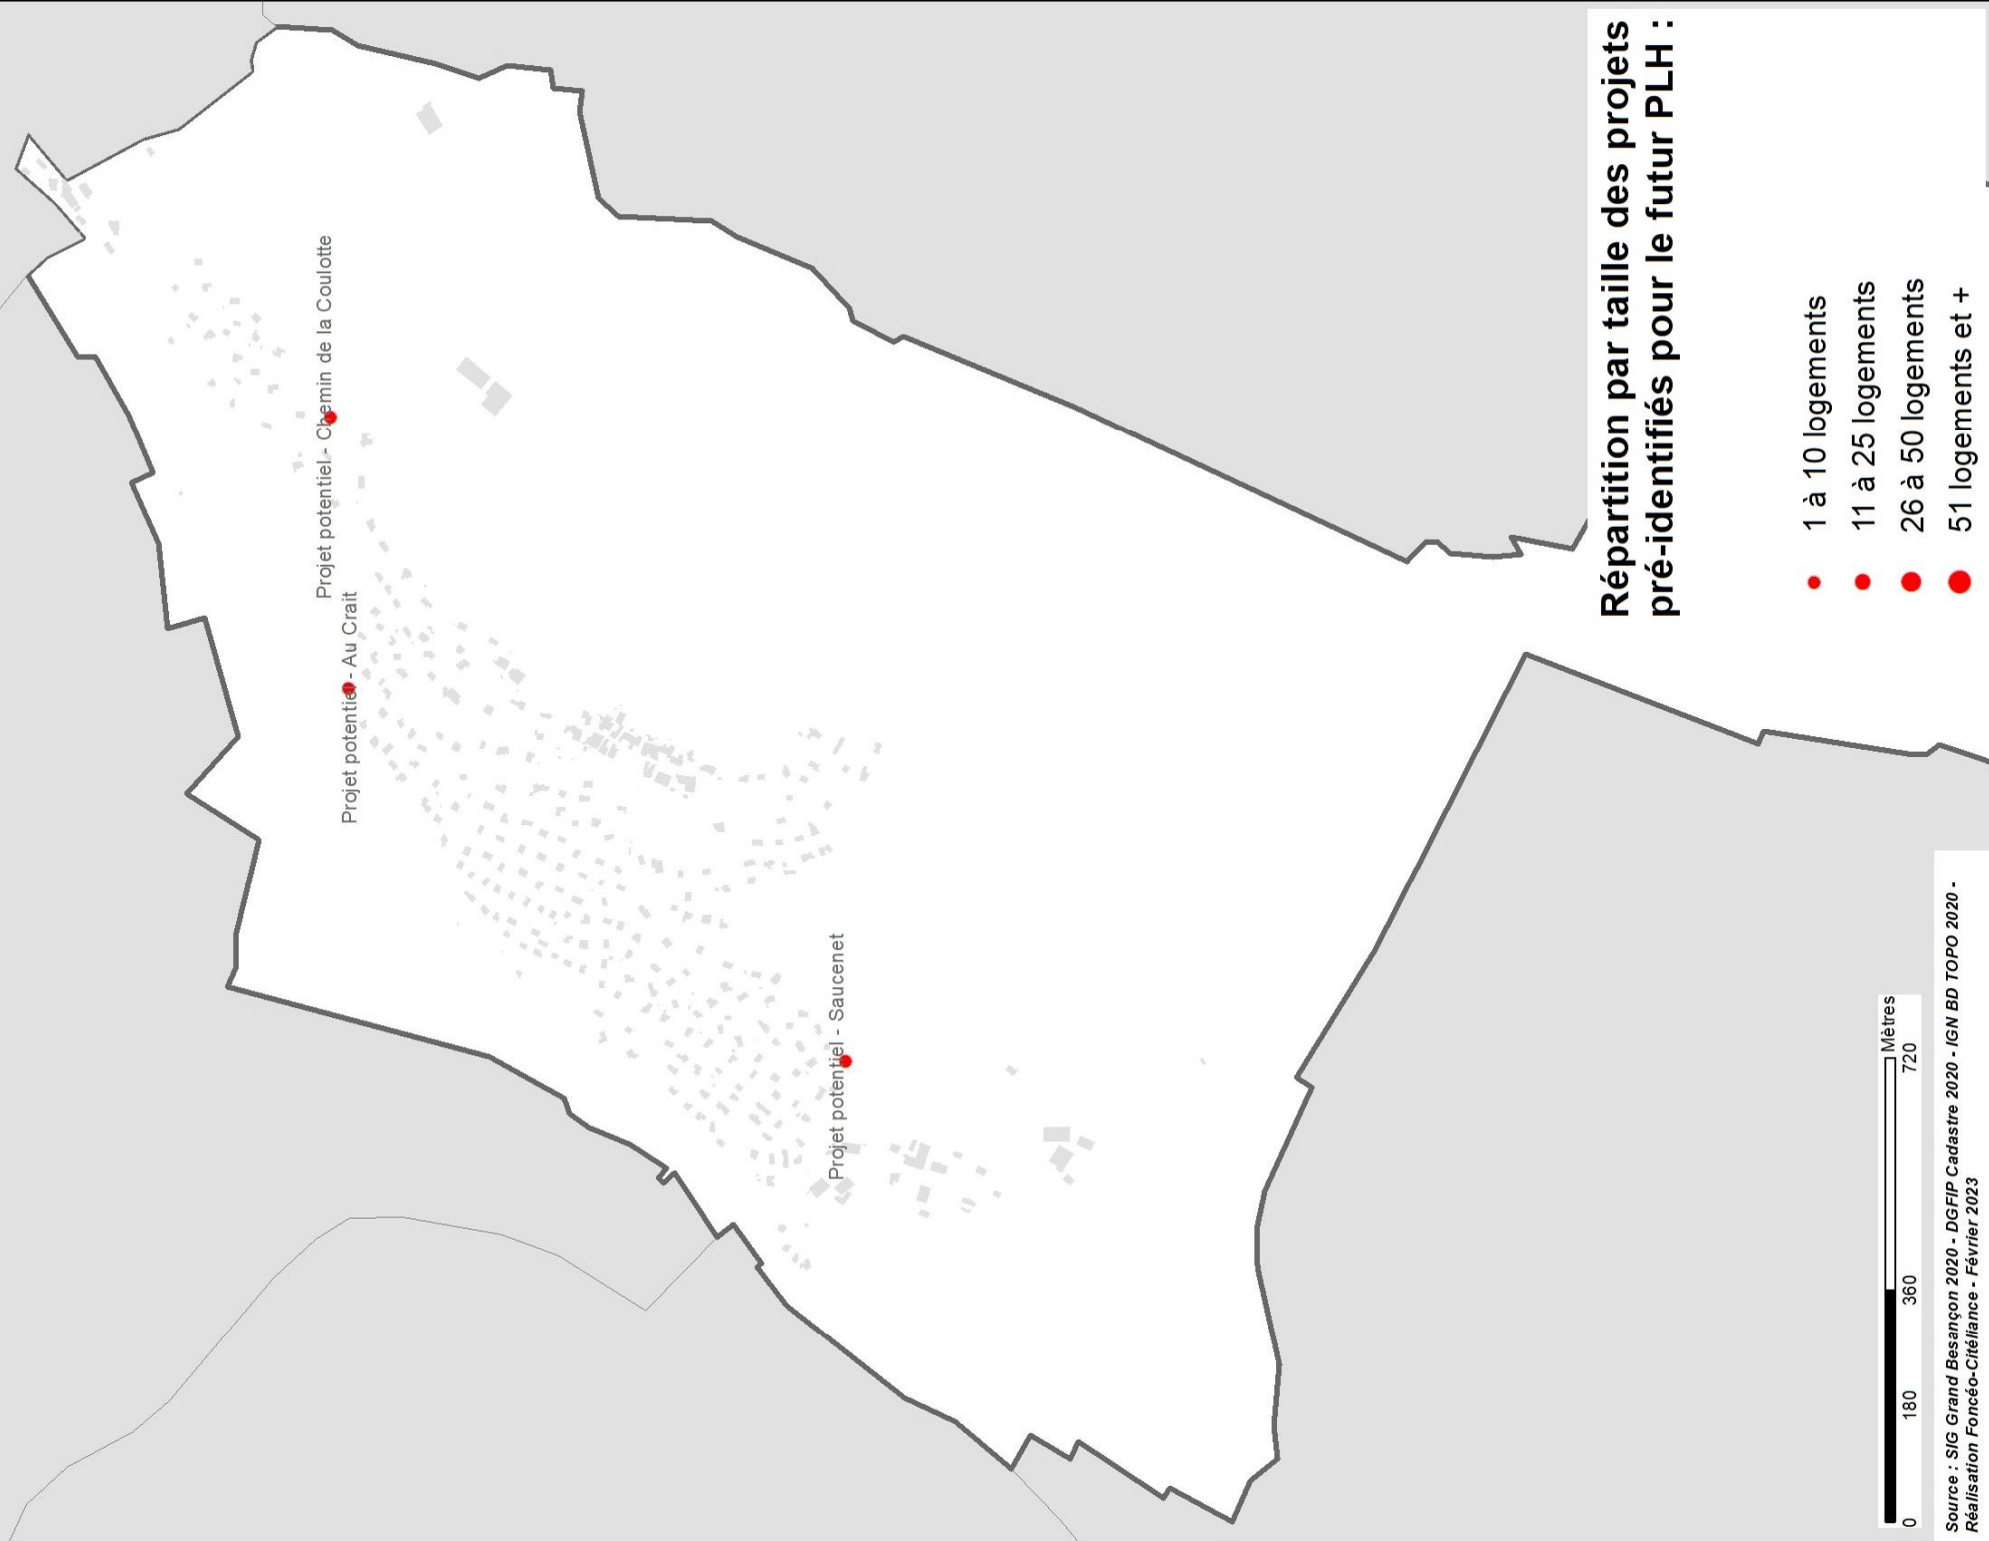 Projet potentiel - Chemin de la Coulotte
Projet potentiel - Au Crait
Projet potentiel - Saucenet
Répartition par taille des projets
pré-identifiés pour le futur PLH :
1 à 10 logements
11 à 25 logements
26 à 50 logements
51 logements et +
0 180 360 720
Mètres
Source : SIG Grand Besançon 2020 - DGFIP Cadastre 2020 - IGN BD TOPO 2020 -
Réalisation Foncéo-Citéliance - Février 2023